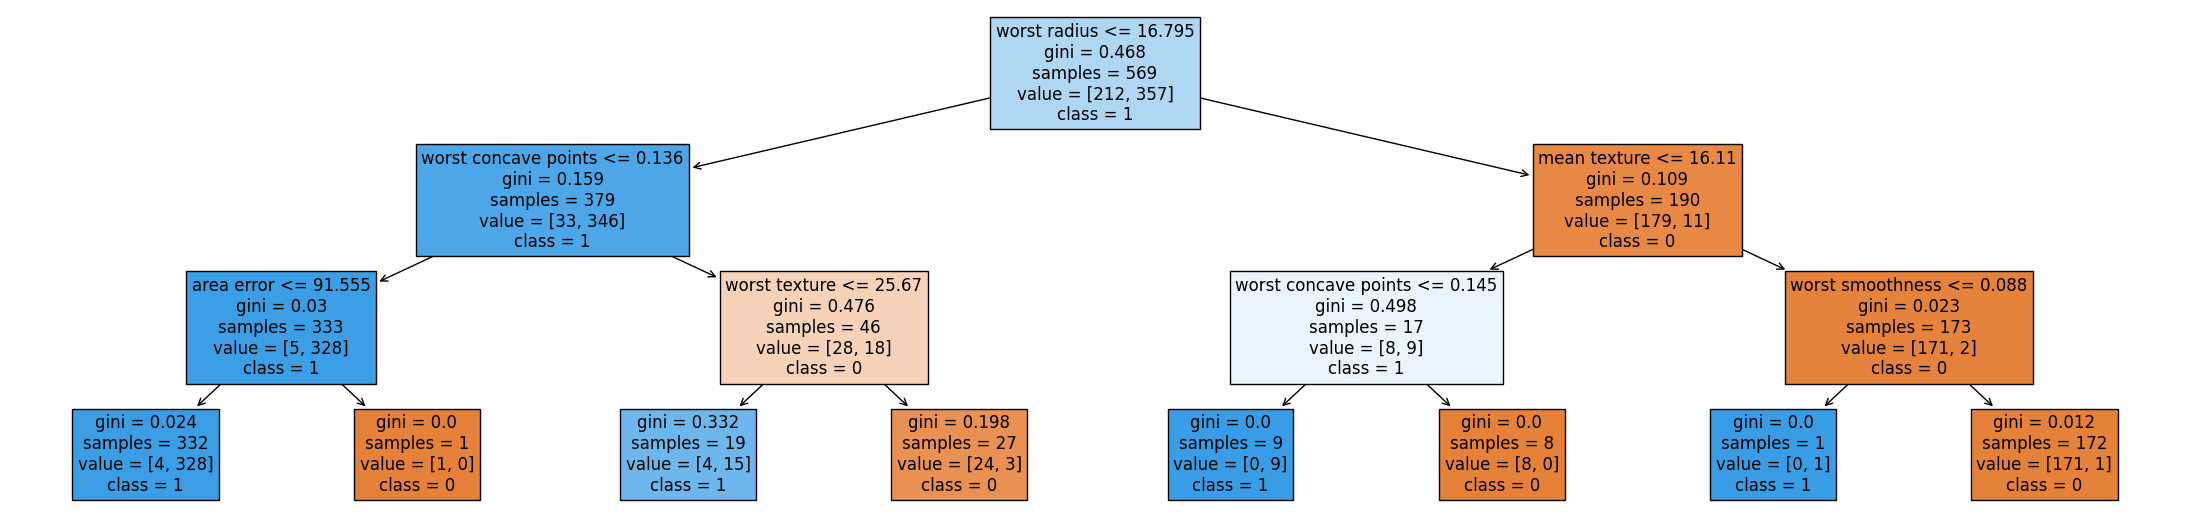 worst radius <= 16.795
gini = 0.468
samples = 569
value = [212, 357]
class = 1
worst concave points <= 0.136
gini = 0.159
samples = 379
value = [33, 346]
class = 1
mean texture <= 16.11
gini = 0.109
samples = 190
value = [179, 11]
class = 0
area error <= 91.555
gini = 0.03
samples = 333
value = [5, 328]
class = 1
worst texture <= 25.67
gini = 0.476
samples = 46
value = [28, 18]
class = 0
worst concave points <= 0.145
gini = 0.498
samples = 17
value = [8, 9]
class = 1
worst smoothness <= 0.088
gini = 0.023
samples = 173
value = [171, 2]
class = 0
gini = 0.024
samples = 332
value = [4, 328]
class = 1
gini = 0.0
samples = 1
value = [1, 0]
class = 0
gini = 0.332
samples = 19
value = [4, 15]
class = 1
gini = 0.198
samples = 27
value = [24, 3]
class = 0
gini = 0.0
samples = 9
value = [0, 9]
class = 1
gini = 0.0
samples = 8
value = [8, 0]
class = 0
gini = 0.0
samples = 1
value = [0, 1]
class = 1
gini = 0.012
samples = 172
value = [171, 1]
class = 0